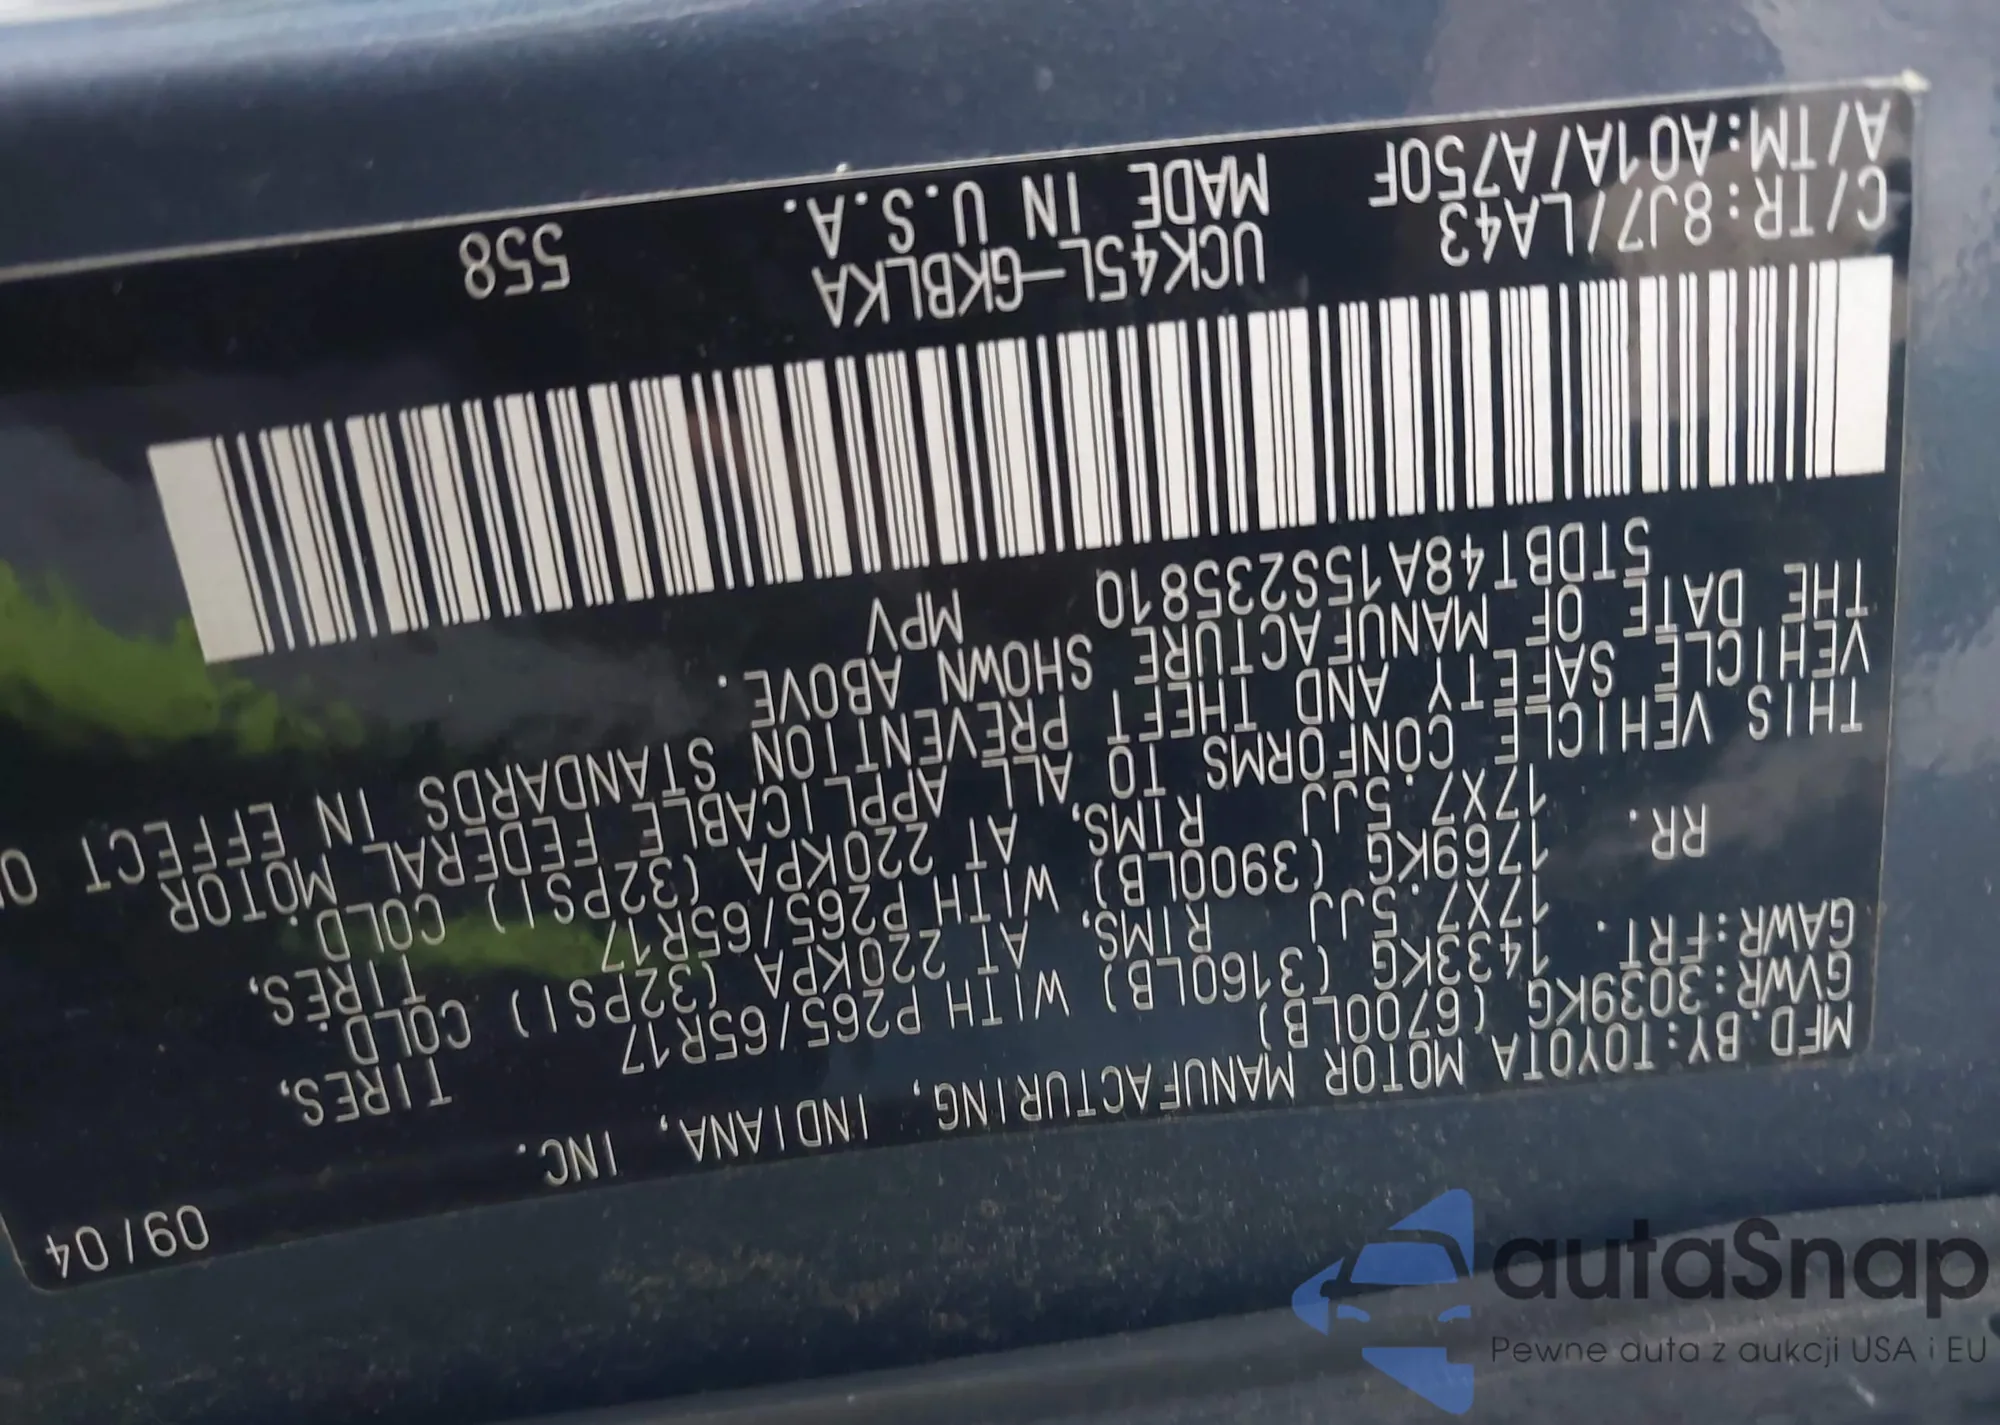 MFD. BY: TOYOTA MOTOR MANUFACTURING, INDIANA, INC. 09/04
GVWR: 3039KG (6700LB)
GAWR: FRT. 1433KG (3160LB) WITH P265/65R17 TIRES,
17X7.5JJ RIMS, AT 220KPA (32PSI) COLD.
RR. 1769KG (3900LB) WITH P265/65R17 TIRES,
17X7.5JJ RIMS, AT 220KPA (32PSI) COLD.
THIS VEHICLE CONFORMS TO ALL APPLICABLE FEDERAL MOTOR
VEHICLE SAFETY AND THEFT PREVENTION STANDARDS IN EFFECT
THE DATE OF MANUFACTURE SHOWN ABOVE.
5TDBT48A15S235810 MPV
C/TR: 8J7/LA43 UCK45L-GKBLKA 558
A/TM: A01A/A750F MADE IN U.S.A.
autaSnap
Pewne auta z aukcji USA i EU